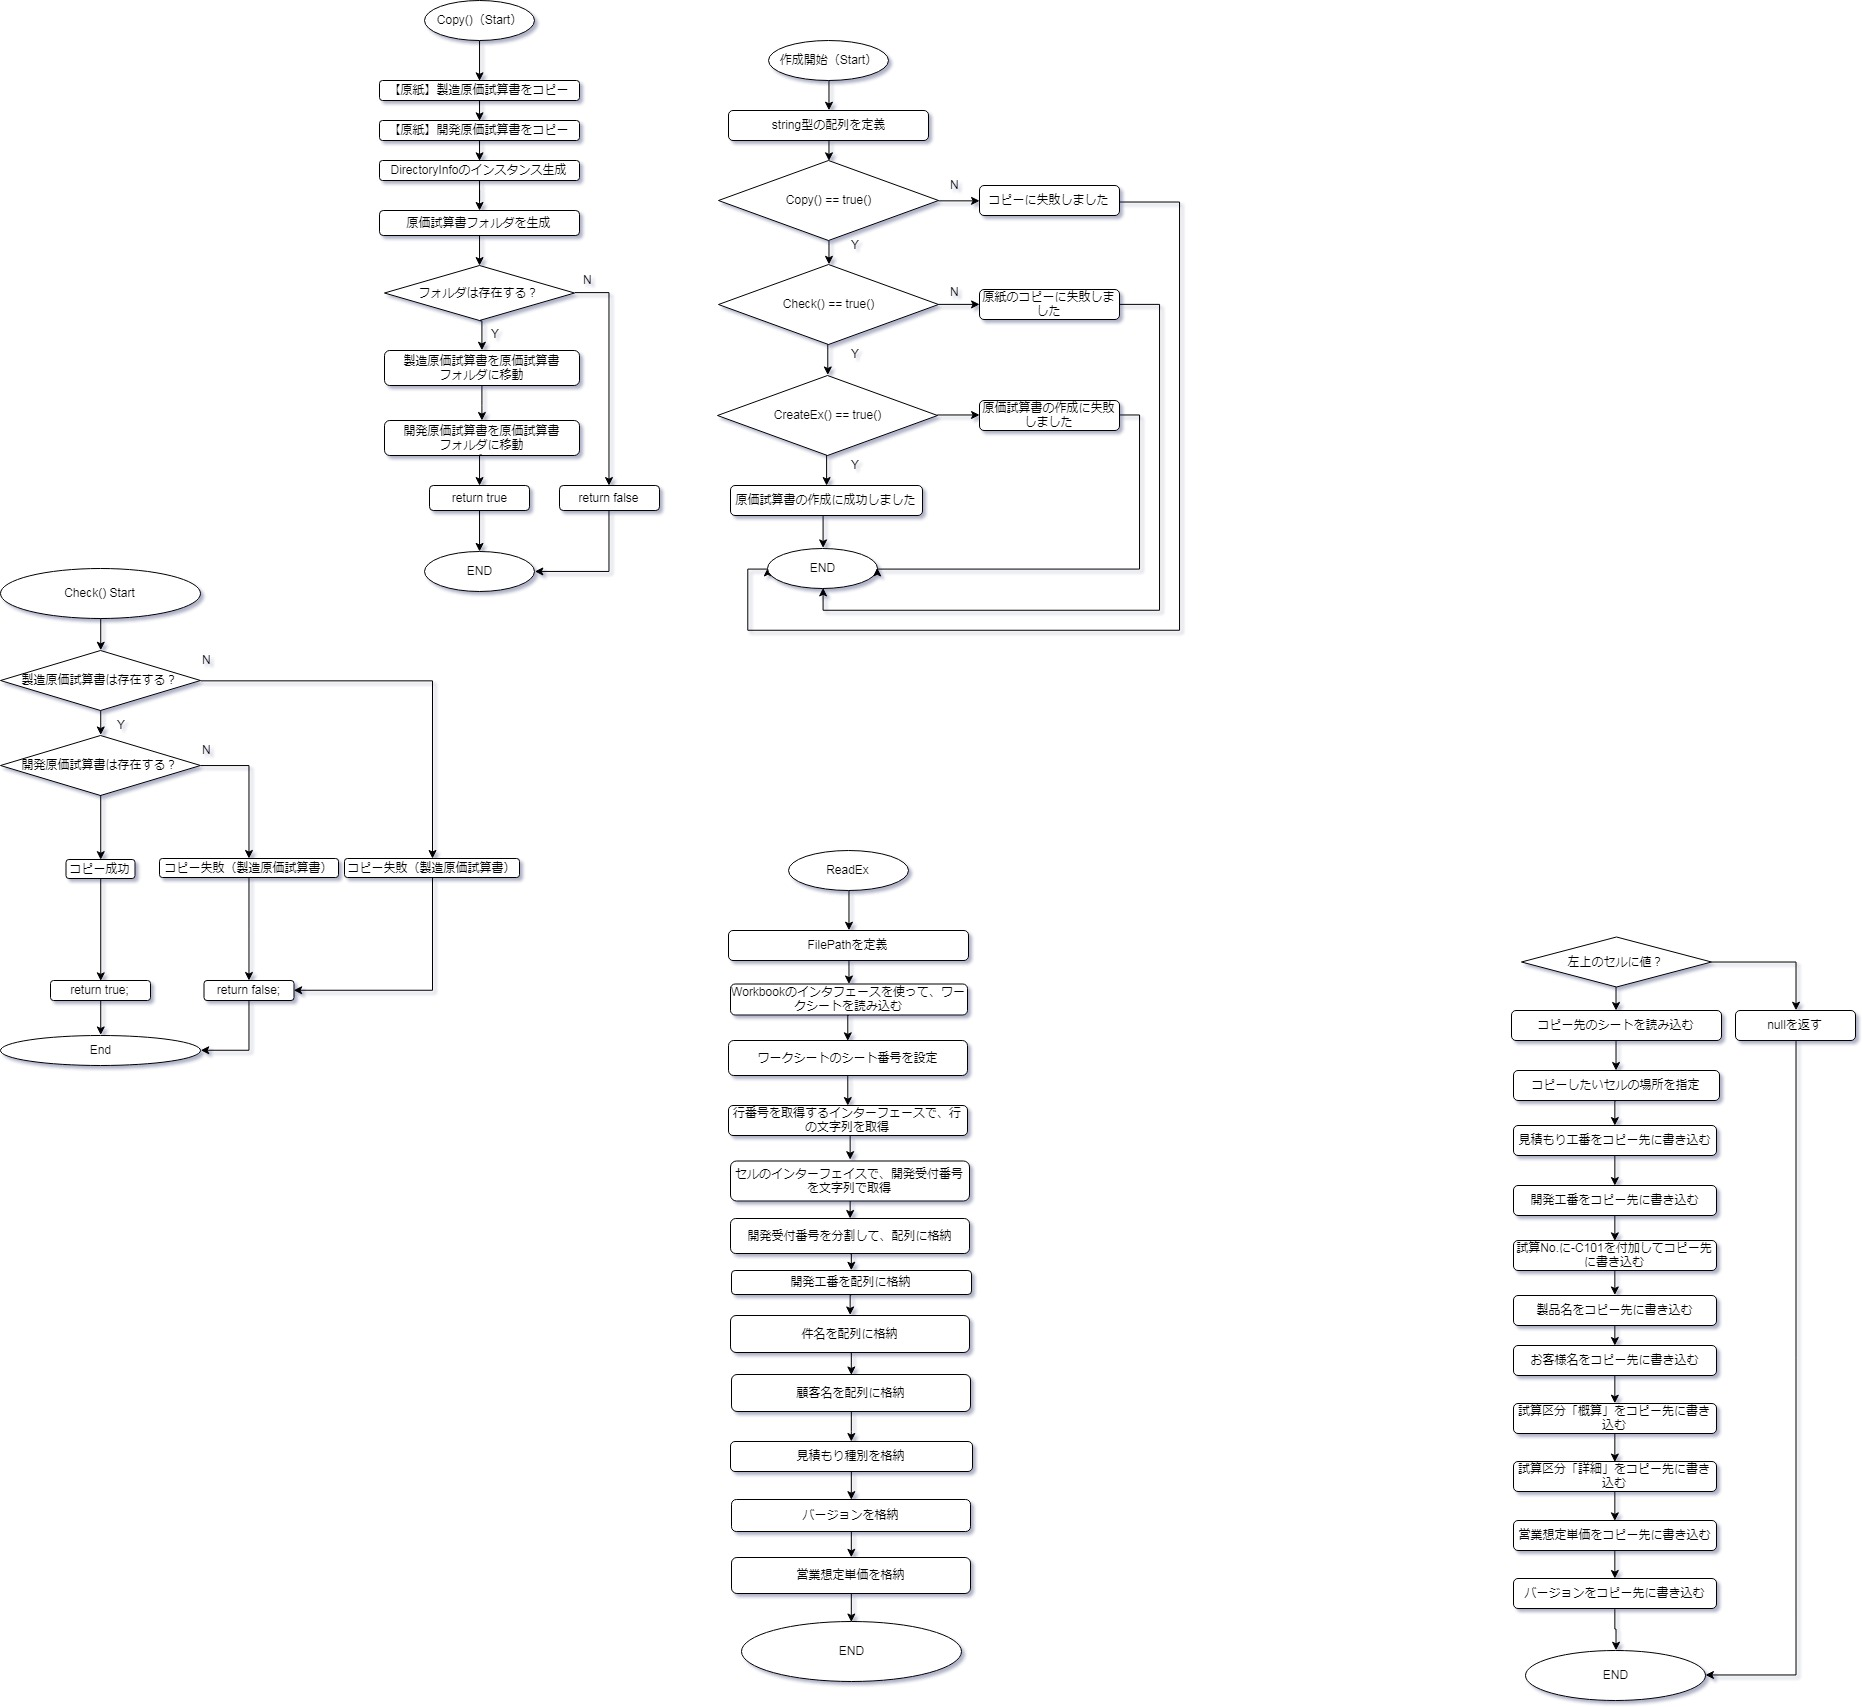 Copy()（Start）
【原紙】製造原価試算書をコピー
【原紙】開発原価試算書をコピー
DirectoryInfoのインスタンス生成
原価試算書フォルダを生成
フォルダは存在する？
N
Y
製造原価試算書を原価試算書
フォルダに移動
開発原価試算書を原価試算書
フォルダに移動
return true
return false
END
作成開始（Start）
string型の配列を定義
Copy() == true()
N
コピーに失敗しました
Y
Check() == true()
N
原紙のコピーに失敗しま
した
Y
CreateEx() == true()
原価試算書の作成に失敗
しました
Y
原価試算書の作成に成功しました
END
Check() Start
製造原価試算書は存在する？
N
Y
開発原価試算書は存在する？
N
コピー成功
コピー失敗（製造原価試算書）
コピー失敗（製造原価試算書）
return true;
return false;
End
ReadEx
FilePathを定義
Workbookのインタフェースを使って、ワー
クシートを読み込む
ワークシートのシート番号を設定
行番号を取得するインターフェースで、行
の文字列を取得
セルのインターフェイスで、開発受付番号
を文字列で取得
開発受付番号を分割して、配列に格納
開発工番を配列に格納
件名を配列に格納
顧客名を配列に格納
見積もり種別を格納
バージョンを格納
営業想定単価を格納
END
左上のセルに値？
コピー先のシートを読み込む
nullを返す
コピーしたいセルの場所を指定
見積もり工番をコピー先に書き込む
開発工番をコピー先に書き込む
試算No.に-C101を付加してコピー先
に書き込む
製品名をコピー先に書き込む
お客様名をコピー先に書き込む
試算区分「概算」をコピー先に書き
込む
試算区分「詳細」をコピー先に書き
込む
営業想定単価をコピー先に書き込む
バージョンをコピー先に書き込む
END